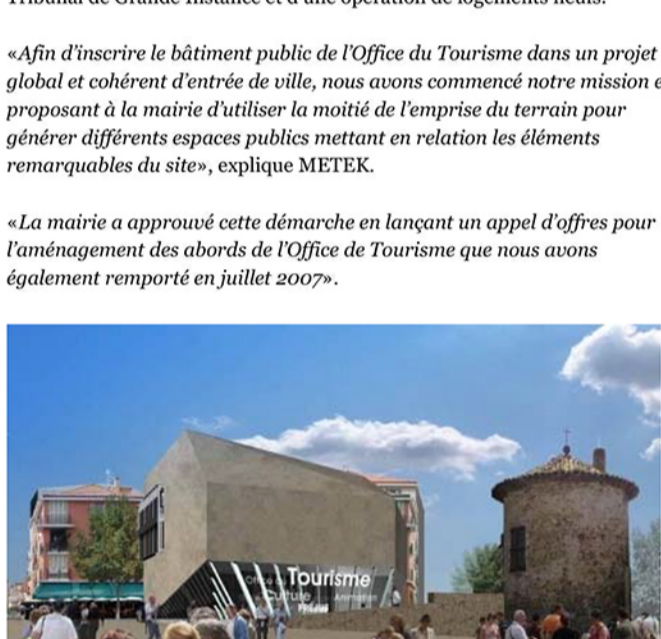 Tribunal de Grande Instance et d'une opération de logements neufs.
«Afin d'inscrire le bâtiment public de l'Office du Tourisme dans un projet
global et cohérent d'entrée de ville, nous avons commencé notre mission e
proposant à la mairie d'utiliser la moitié de l'emprise du terrain pour
générer différents espaces publics mettant en relation les éléments
remarquables du site», explique METEK.
«La mairie a approuvé cette démarche en lançant un appel d'offres pour
l'aménagement des abords de l'Office de Tourisme que nous avons
également remporté en juillet 2007».
Tourisme
Culture Animation